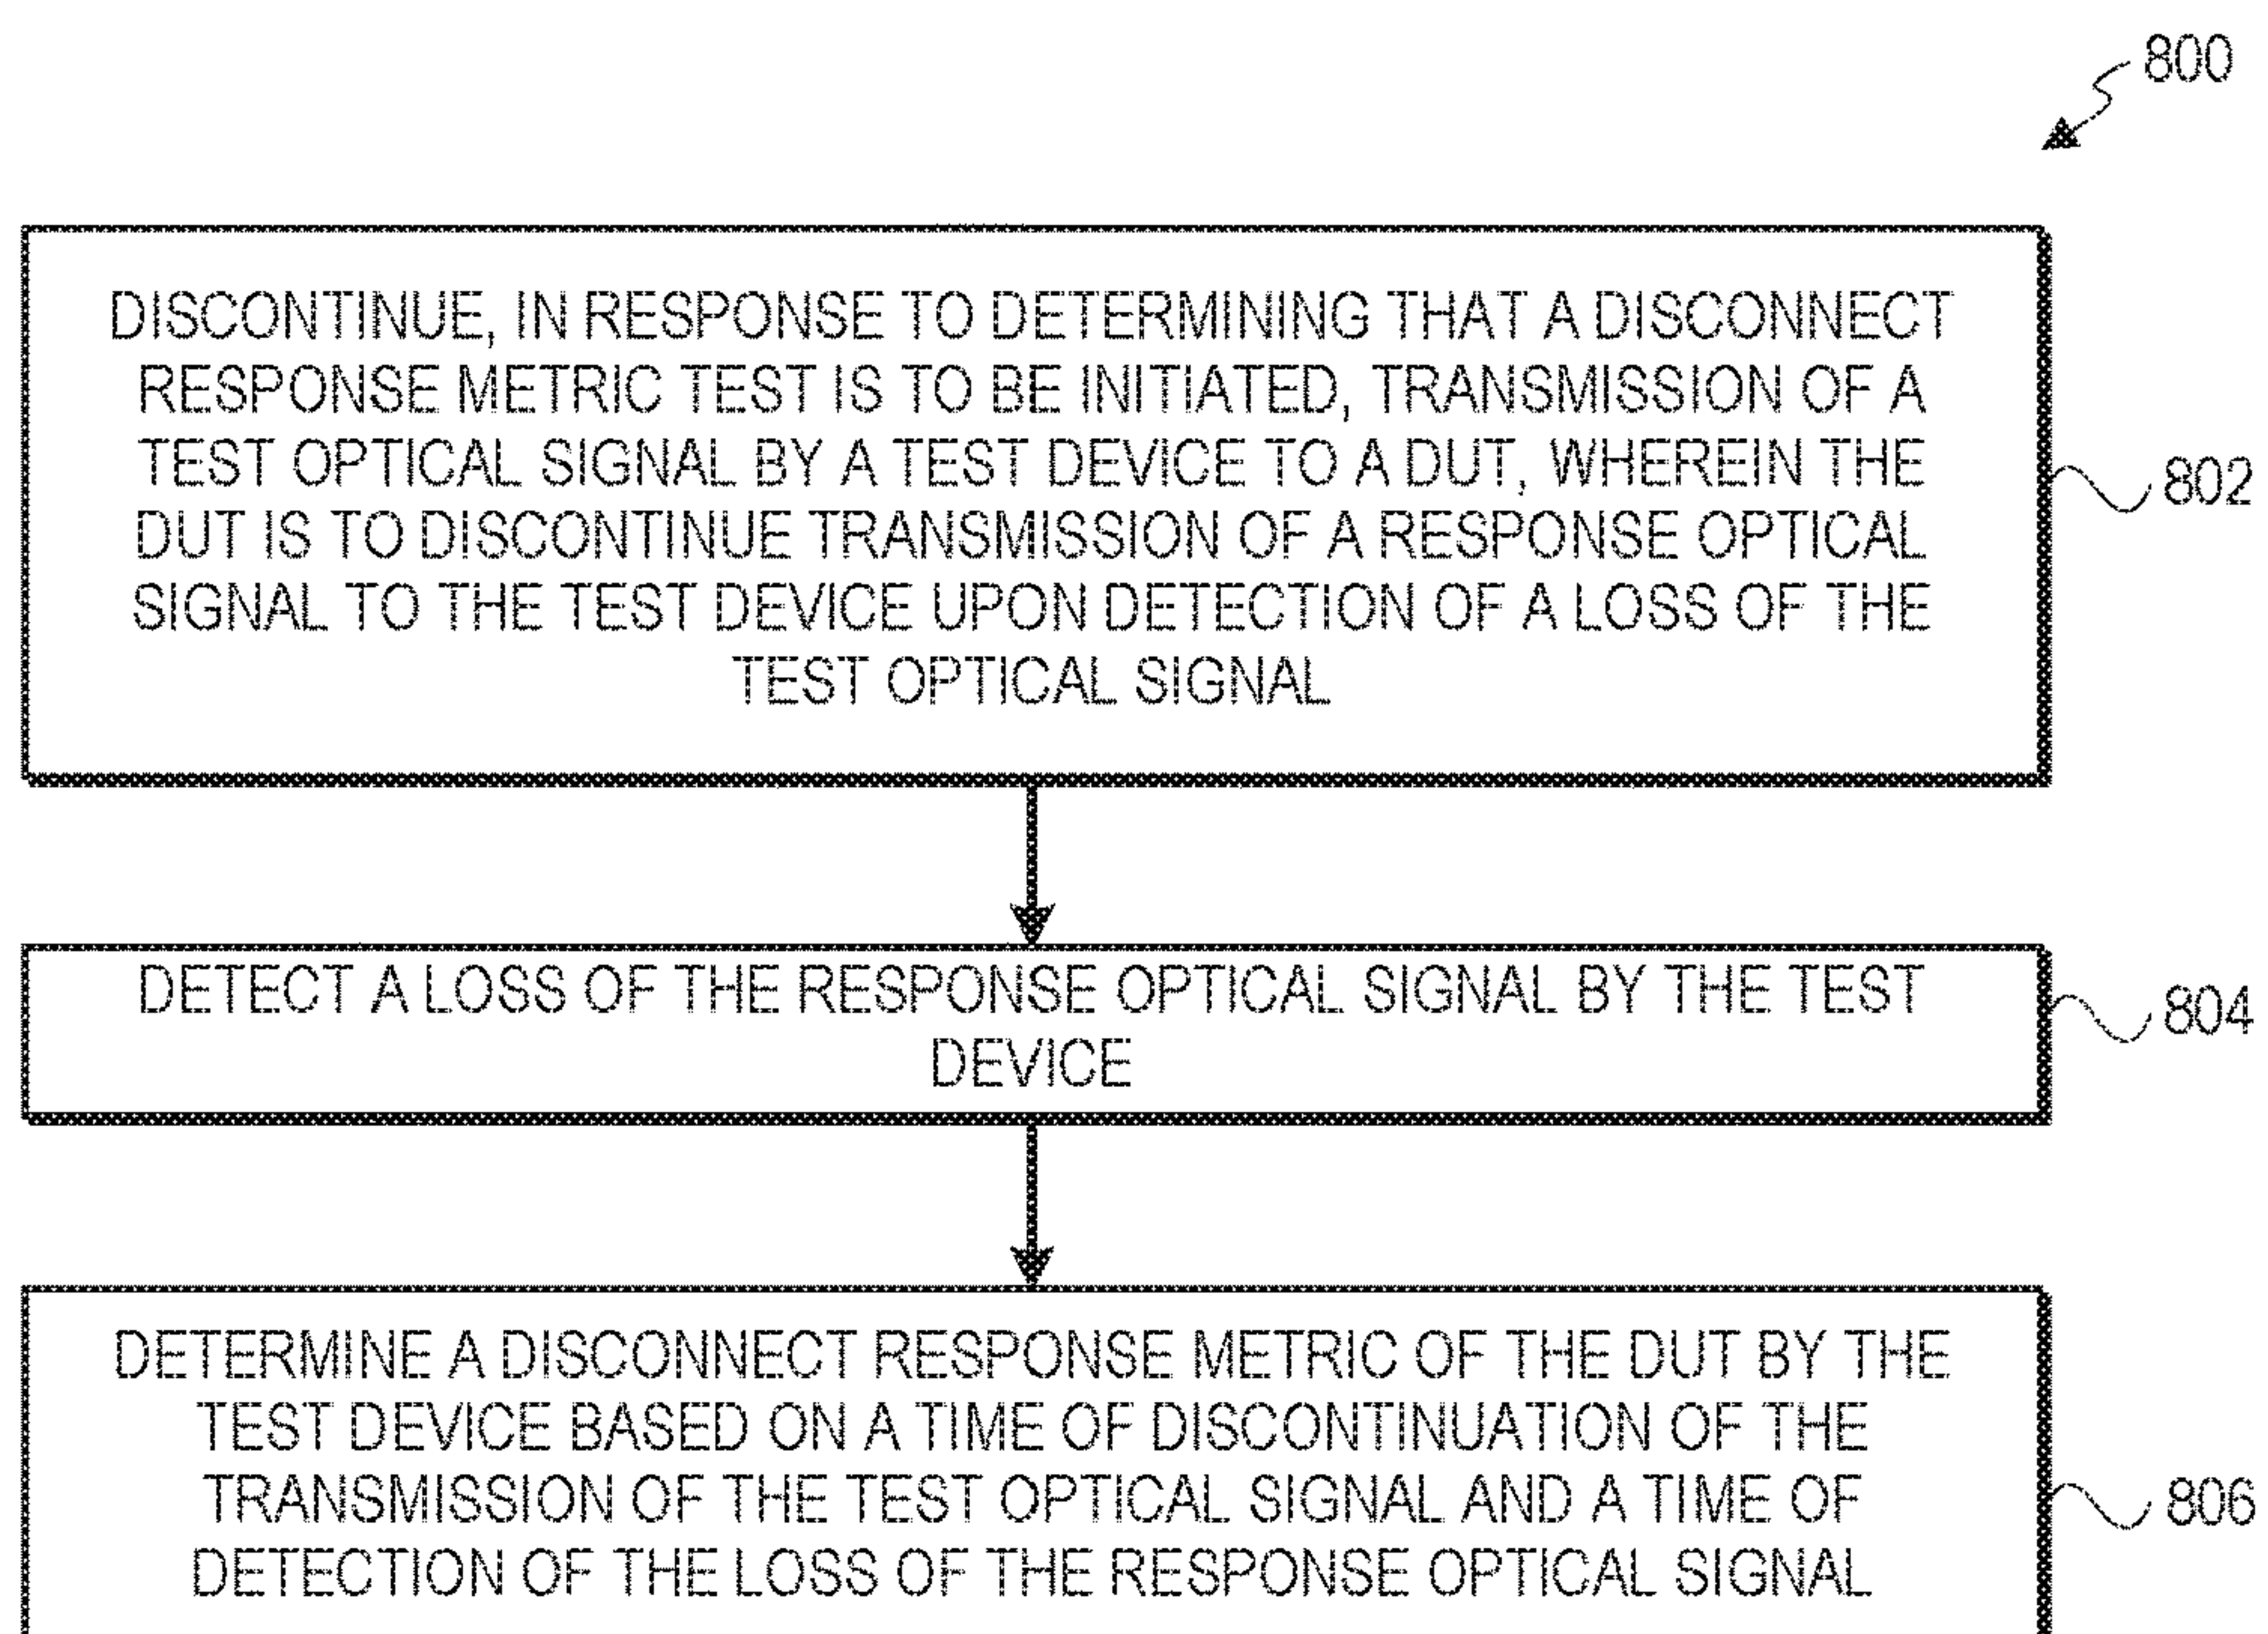 800
DISCONTINUE, IN RESPONSE TO DETERMINING THAT A DISCONNECT
RESPONSE METRIC TEST IS TO BE INITIATED, TRANSMISSION OF A
TEST OPTICAL SIGNAL BY A TEST DEVICE TO A DUT, WHEREIN THE
DUT IS TO DISCONTINUE TRANSMISSION OF A RESPONSE OPTICAL
SIGNAL TO THE TEST DEVICE UPON DETECTION OF A LOSS OF THE
TEST OPTICAL SIGNAL
802
DETECT A LOSS OF THE RESPONSE OPTICAL SIGNAL BY THE TEST
DEVICE
804
DETERMINE A DISCONNECT RESPONSE METRIC OF THE DUT BY THE
TEST DEVICE BASED ON A TIME OF DISCONTINUATION OF THE
TRANSMISSION OF THE TEST OPTICAL SIGNAL AND A TIME OF
DETECTION OF THE LOSS OF THE RESPONSE OPTICAL SIGNAL
806